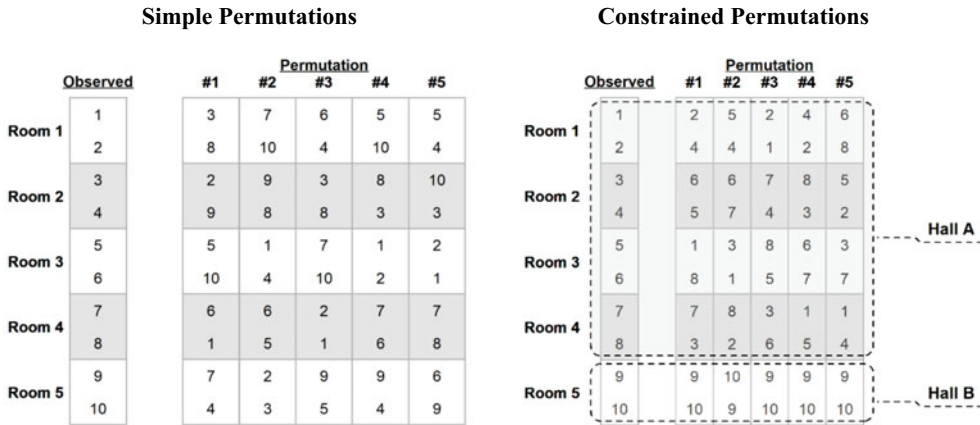 Simple Permutations Constrained Permutations
Permutation Permutation
Observed #1 #2 #3 #4 #5 Observed #1 #2 #3 #4 #5
1 3 7 6 5 5 1 2 5 2 4 6
Room 1 Room 1
2 8 10 4 10 4 2 4 4 1 2 8
3 2 9 3 8 10 3 6 6 7 8 5
Room 2 Room 2
4 9 8 8 3 3 4 5 7 4 3 2
Hall A
5 5 1 7 1 2 5 1 3 8 6 3
Room 3 Room 3
6 10 4 10 2 1 6 8 1 5 7 7
7 6 6 2 7 7 7 7 8 3 1 1
Room 4 Room 4
8 1 5 1 6 8 8 3 2 6 5 4
9 7 2 9 9 6 9 9 10 9 9 9
Room 5 Room 5 Hall B
10 4 3 5 4 9 10 10 9 10 10 10